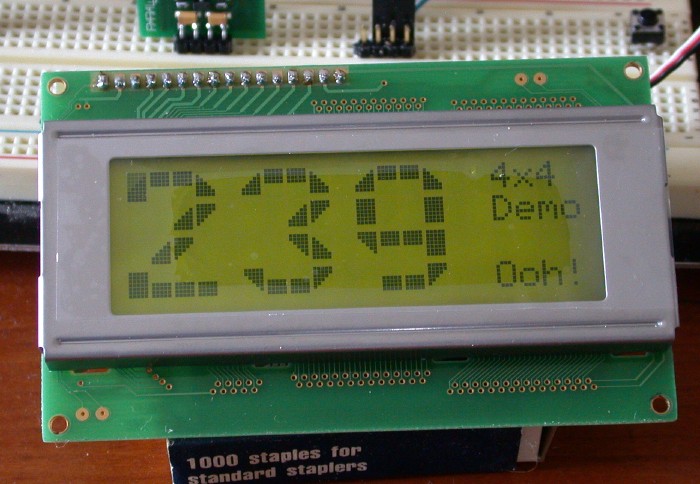 239
4x4
Demo
Ooh!
1000 staples for
standard staplers